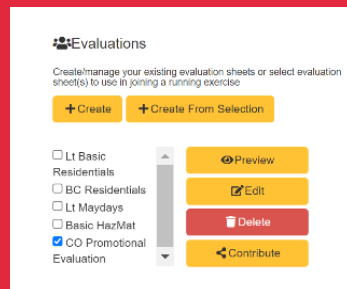 Evaluations
Create/manage your existing evaluation sheets or select evaluation
sheet(s) to use in joining a running exercise
+Create
+Create From Selection
Lt Basic
Residentials
BC Residentials
Lt Maydays
Basic HazMat
CO Promotional
Evaluation
Preview
Edit
Delete
Contribute